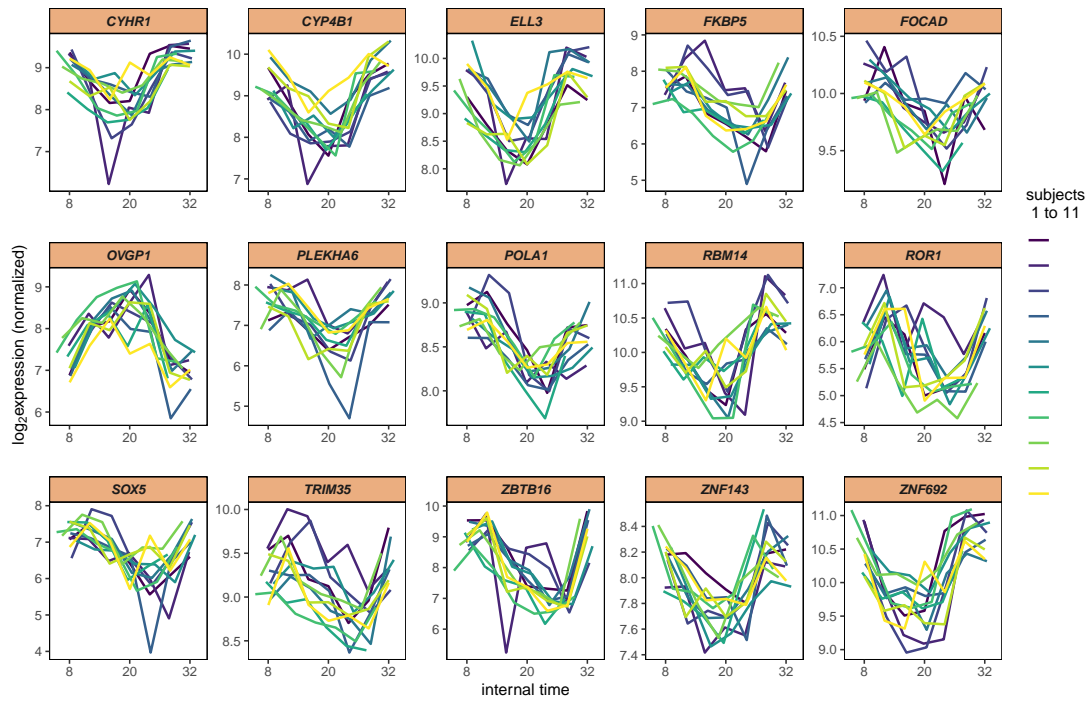 CYHR1 CYP4B1 ELL3 FKBP5 FOCAD
9 8 7
10 9 8 7
10.0 9.5 9.0 8.5 8.0
9 8 7 6 5
10.5 10.0 9.5
8 20 32 8 20 32 8 20 32 8 20 32 8 20 32
OVGP1 PLEKHA6 POLA1 RBM14 ROR1
9 8 7 6
8 7 6 5
9.0 8.5 8.0
11.0 10.5 10.0 9.5 9.0
7.0 6.5 6.0 5.5 5.0 4.5
8 20 32 8 20 32 8 20 32 8 20 32 8 20 32
SOX5 TRIM35 ZBTB16 ZNF143 ZNF692
8 7 6 5 4
10.0 9.5 9.0 8.5
10 9 8 7 6
8.4 8.2 8.0 7.8 7.6 7.4
11.0 10.5 10.0 9.5 9.0
8 20 32 8 20 32 8 20 32 8 20 32 8 20 32
internal time
log₂expression (normalized)
subjects
1 to 11